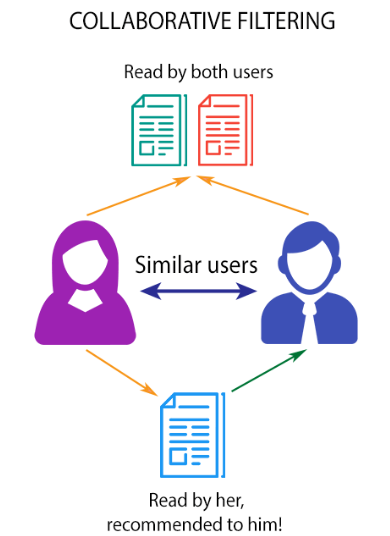 COLLABORATIVE FILTERING
Read by both users
Similar users
Read by her,
recommended to him!